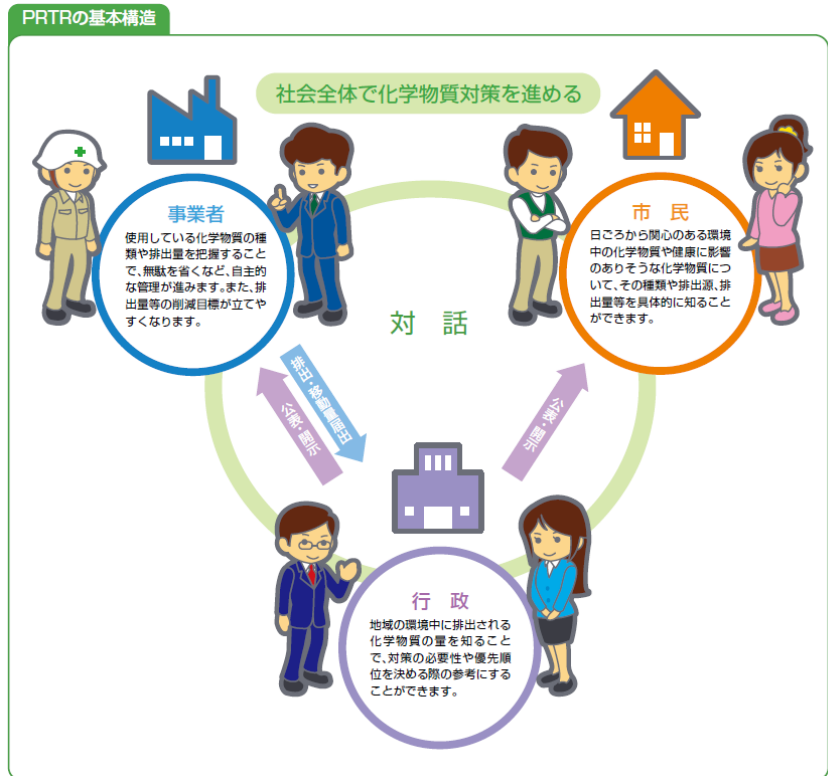 PRTRの基本構造
社会全体で化学物質対策を進める
事業者
使用している化学物質の種
類や排出量を把握すること
で、無駄を省くなど、自主的
な管理が進みます。また、排
出量等の削減目標が立てや
すくなります。
市　民
日ごろから関心のある環境
中の化学物質や健康に影響
のありそうな化学物質につ
いて、その種類や排出源、排
出量等を具体的に知ること
ができます。
対　話
排出・移動量届出
公表・開示
公表・開示
行　政
地域の環境中に排出される
化学物質の量を知ること
で、対策の必要性や優先順
位を決める際の参考にする
ことができます。